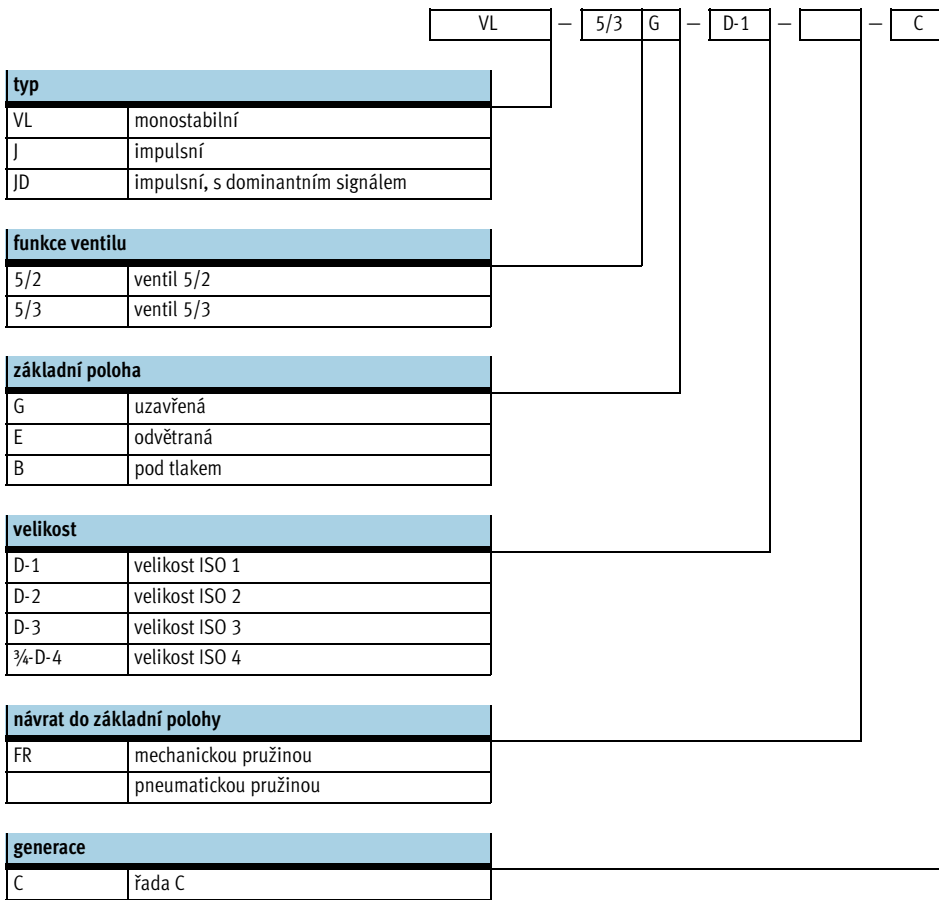 VL — 5/3 G — D-1 — — C
typ
VL monostabilní
J impulsní
JD impulsní, s dominantním signálem
funkce ventilu
5/2 ventil 5/2
5/3 ventil 5/3
základní poloha
G uzavřená
E odvětraná
B pod tlakem
velikost
D-1 velikost ISO 1
D-2 velikost ISO 2
D-3 velikost ISO 3
¾-D-4 velikost ISO 4
návrat do základní polohy
FR mechanickou pružinou
pneumatickou pružinou
generace
C řada C